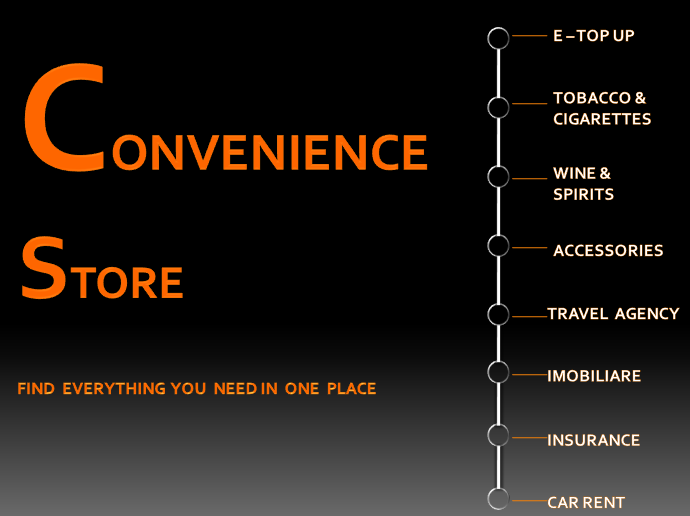 CONVENIENCE
STORE
FIND EVERYTHING YOU NEED IN ONE PLACE
E – TOP UP
TOBACCO &
CIGARETTES
WINE &
SPIRITS
ACCESSORIES
TRAVEL AGENCY
IMOBILIARE
INSURANCE
CAR RENT